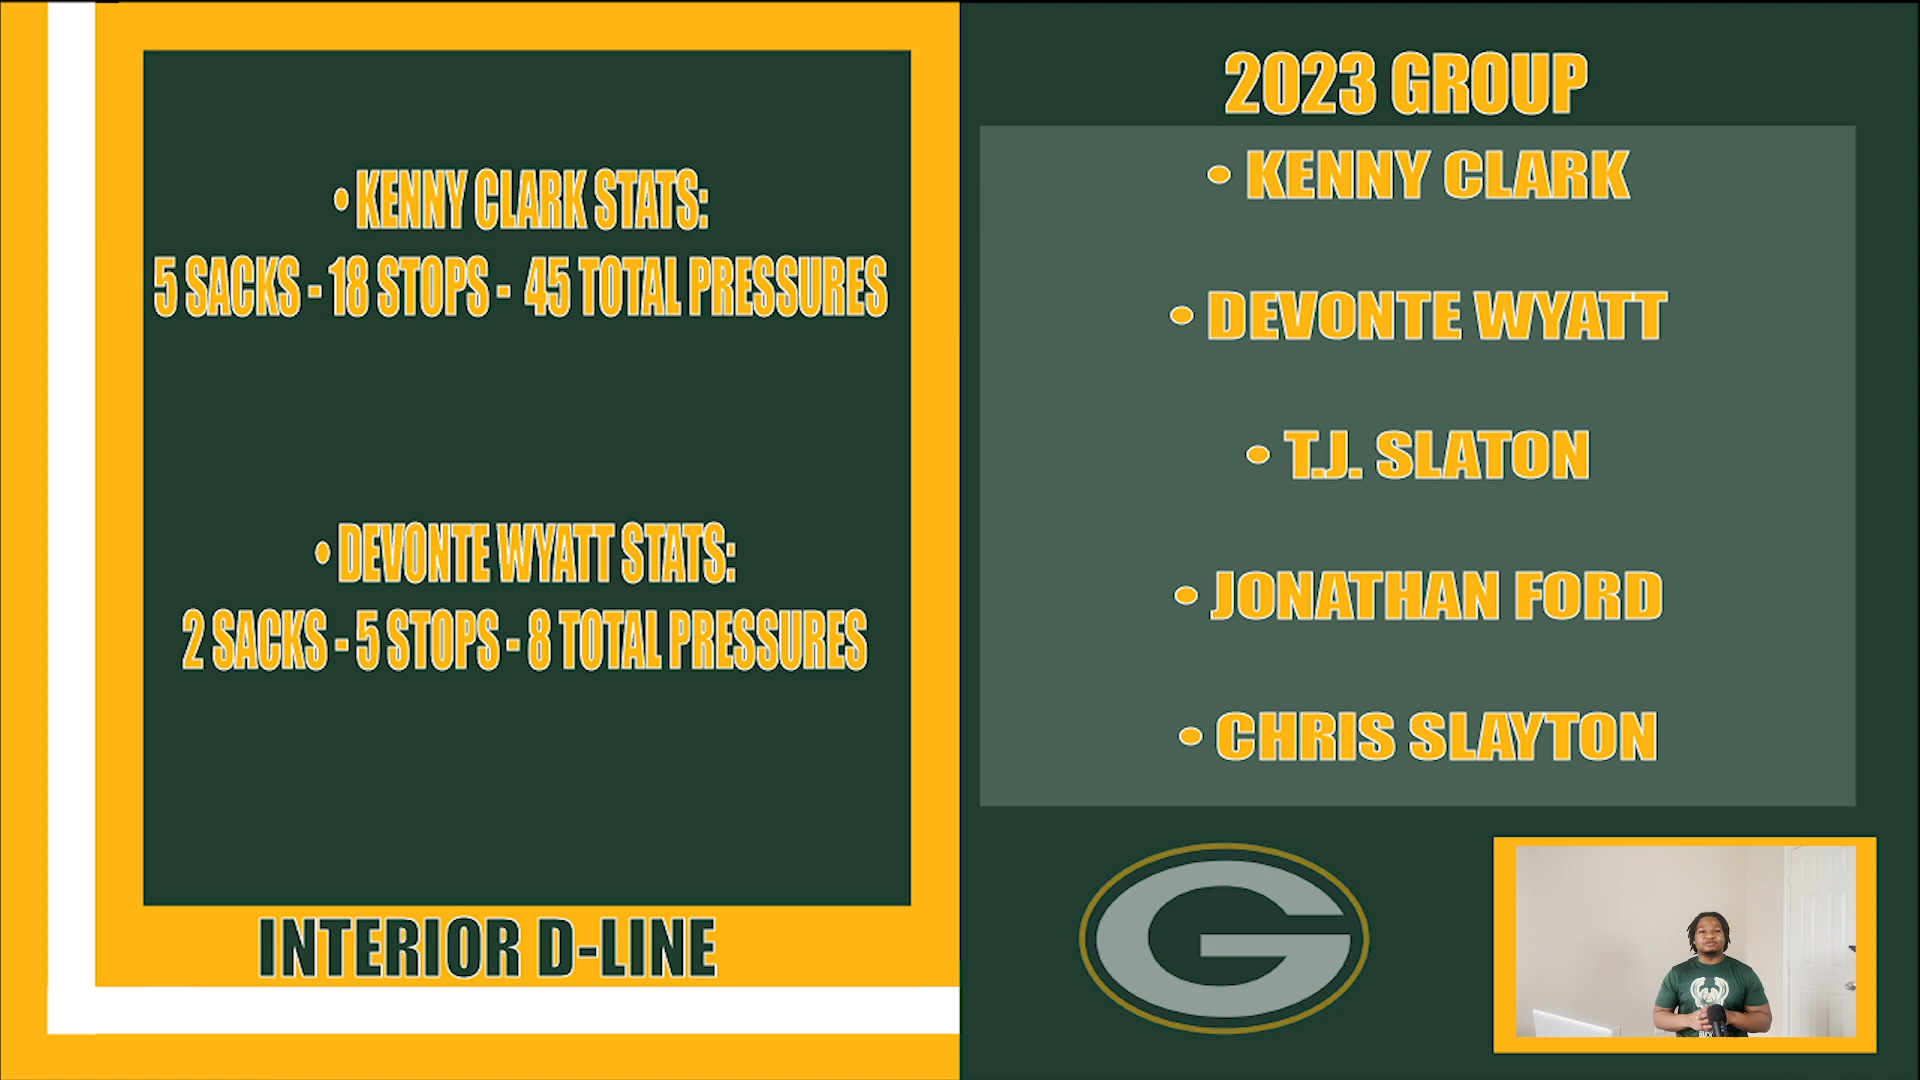 • KENNY CLARK STATS:
5 SACKS - 18 STOPS - 45 TOTAL PRESSURES
• DEVONTE WYATT STATS:
2 SACKS - 5 STOPS - 8 TOTAL PRESSURES
INTERIOR D-LINE
2023 GROUP
• KENNY CLARK
• DEVONTE WYATT
• T.J. SLATON
• JONATHAN FORD
• CHRIS SLAYTON
G